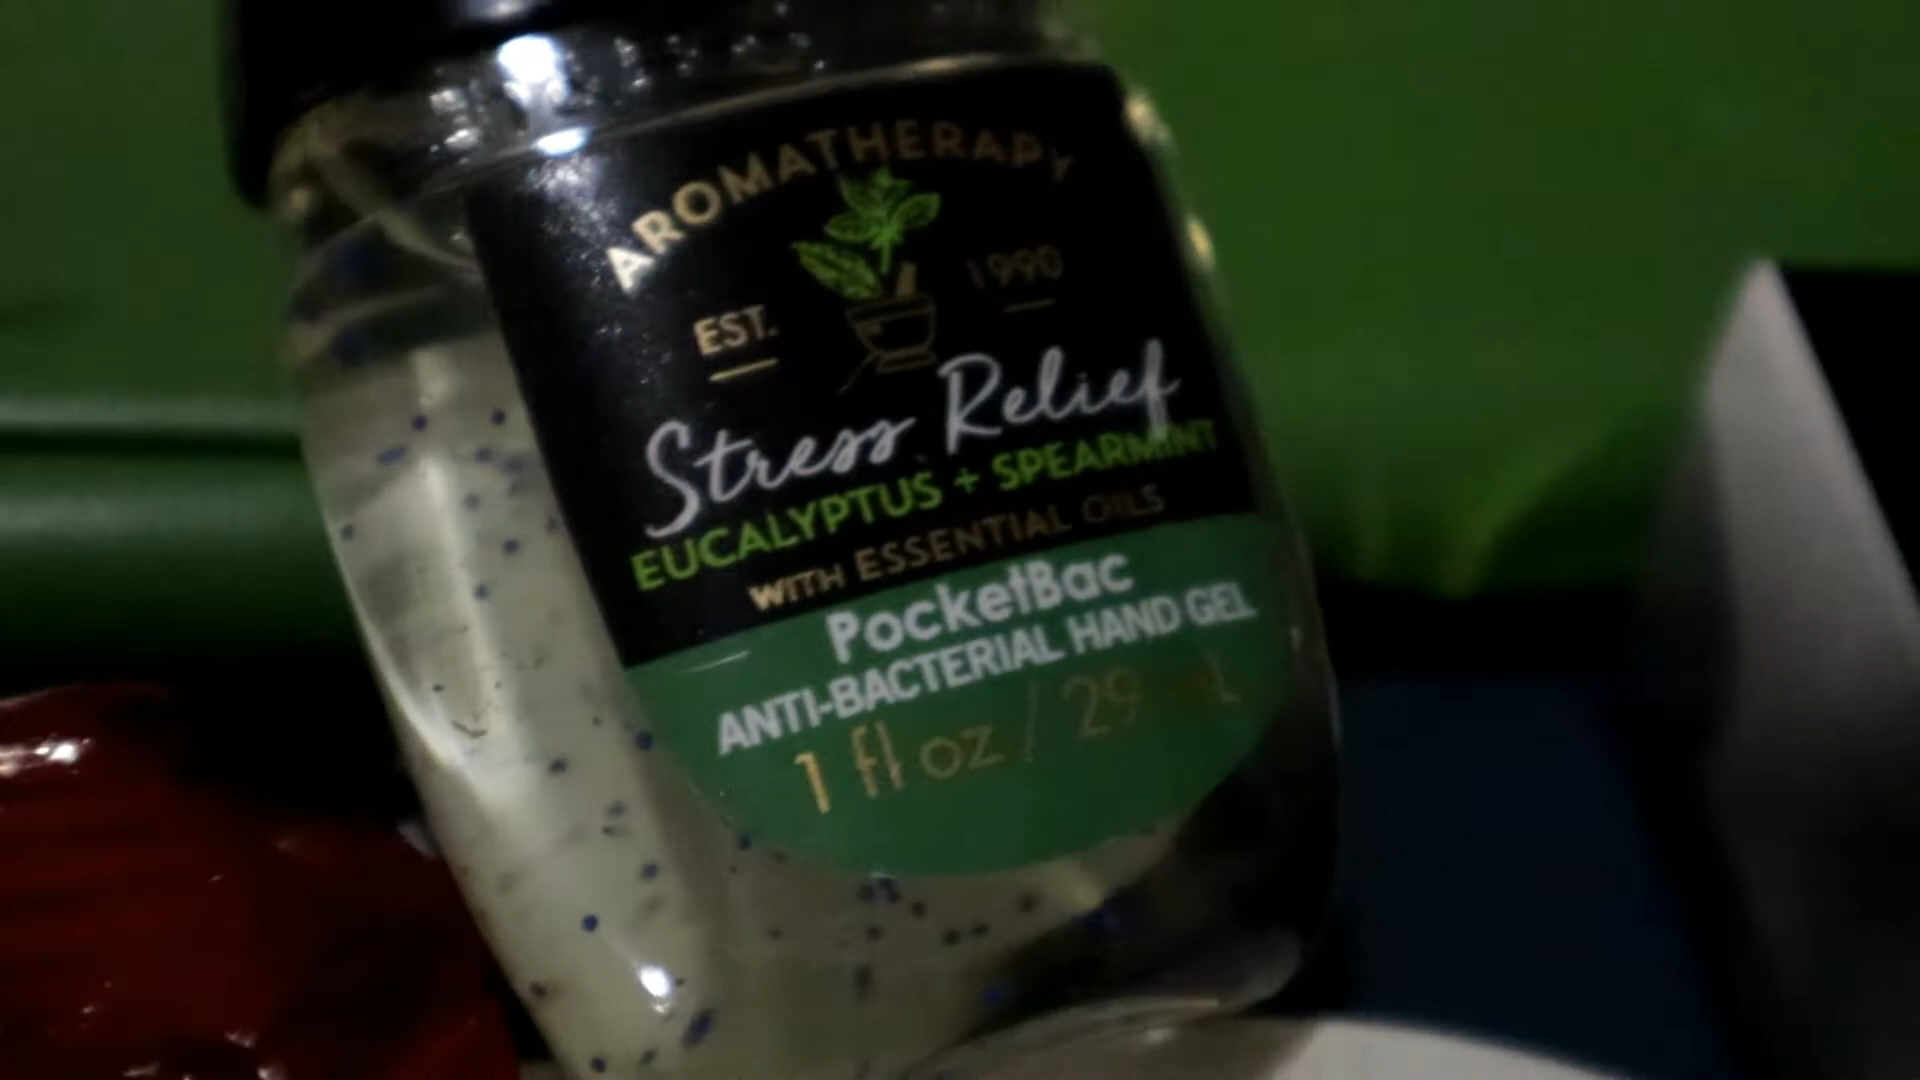 AROMATHERAPY
EST. 1990
Stress Relief
EUCALYPTUS + SPEARMINT
WITH ESSENTIAL OILS
PocketBac
ANTI-BACTERIAL HAND GEL
1 fl oz / 29 mL